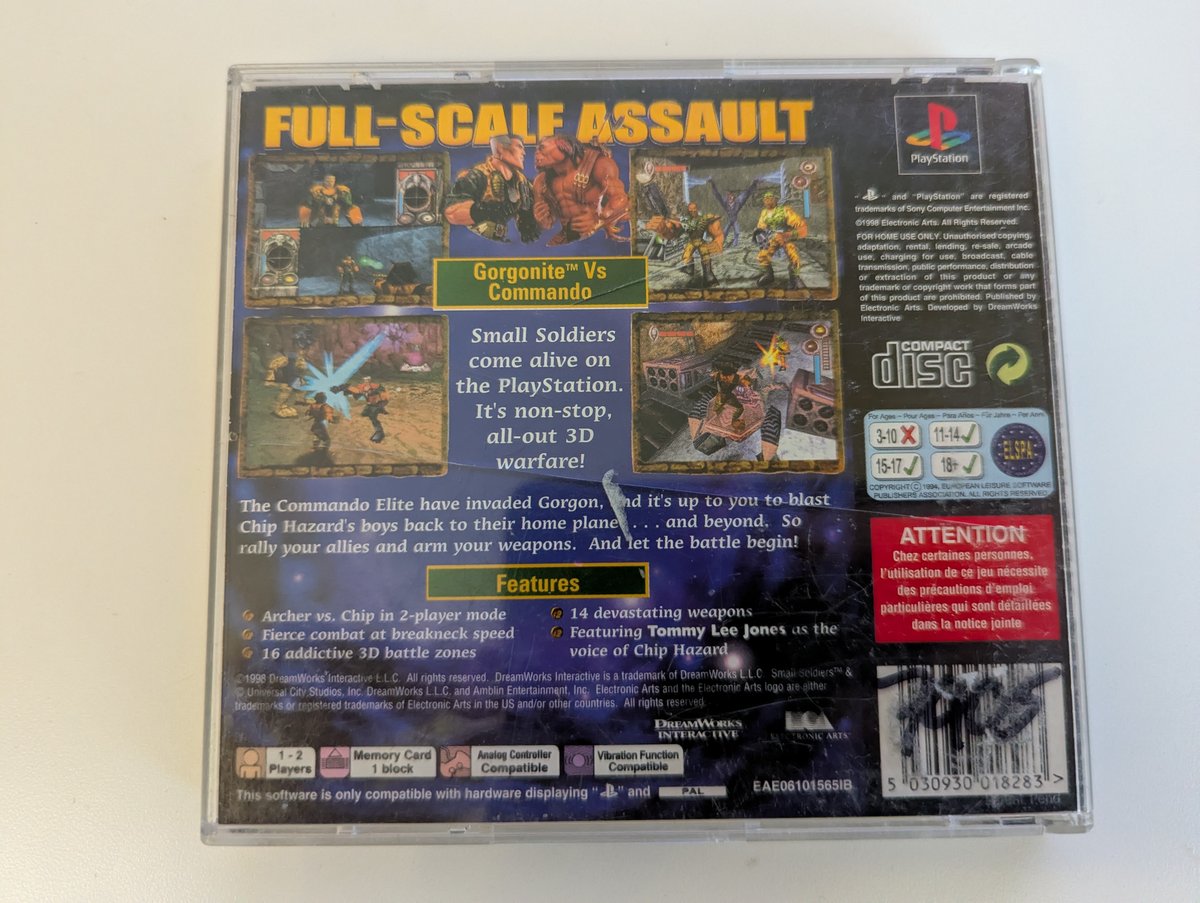 FULL-SCALE ASSAULT
Gorgonite™ Vs
Commando
Small Soldiers
come alive on
the PlayStation.
It's non-stop,
all-out 3D
warfare!
The Commando Elite have invaded Gorgon, and it's up to you to blast
Chip Hazard's boys back to their home plane . . . and beyond. So
rally your allies and arm your weapons. And let the battle begin!
Features
Archer vs. Chip in 2-player mode
Fierce combat at breakneck speed
16 addictive 3D battle zones
14 devastating weapons
Featuring Tommy Lee Jones as the
voice of Chip Hazard
©1998 DreamWorks Interactive L.L.C. All rights reserved. DreamWorks Interactive is a trademark of DreamWorks L.L.C. Small Soldiers™ &
© Universal City Studios, Inc. DreamWorks L.L.C. and Amblin Entertainment, Inc. Electronic Arts and the Electronic Arts logo are either
trademarks or registered trademarks of Electronic Arts in the US and/or other countries. All rights reserved.
DREAMWORKS
INTERACTIVE
ELECTRONIC ARTS
1 - 2
Players
Memory Card
1 block
Analog Controller
Compatible
Vibration Function
Compatible
This software is only compatible with hardware displaying " " and PAL
EAE06101565IB
PlayStation
" " and "PlayStation" are registered
trademarks of Sony Computer Entertainment Inc.
©1998 Electronic Arts. All Rights Reserved.
FOR HOME USE ONLY. Unauthorised copying,
adaptation, rental, lending, re-sale, arcade
use, charging for use, broadcast, cable
transmission, public performance, distribution
or extraction of this product or any
trademark or copyright work that forms part
of this product are prohibited. Published by
Electronic Arts. Developed by DreamWorks
Interactive
COMPACT
disc
For Ages ~ Pour Ages ~ Para Años ~ Für Jahre ~ Per Anni
3-10 11-14
15-17 18+
ELSPA
COPYRIGHT © 1994, EUROPEAN LEISURE SOFTWARE
PUBLISHERS ASSOCIATION. ALL RIGHTS RESERVED
ATTENTION
Chez certaines personnes,
l'utilisation de ce jeu nécessite
des précautions d'emploi
particulières qui sont détaillées
dans la notice jointe
5 030930 018283 >